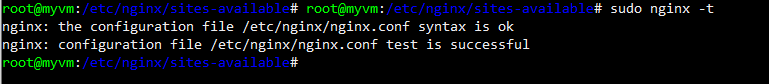 root@myvm:/etc/nginx/sites-available# root@myvm:/etc/nginx/sites-available# sudo nginx -t
nginx: the configuration file /etc/nginx/nginx.conf syntax is ok
nginx: configuration file /etc/nginx/nginx.conf test is successful
root@myvm:/etc/nginx/sites-available#